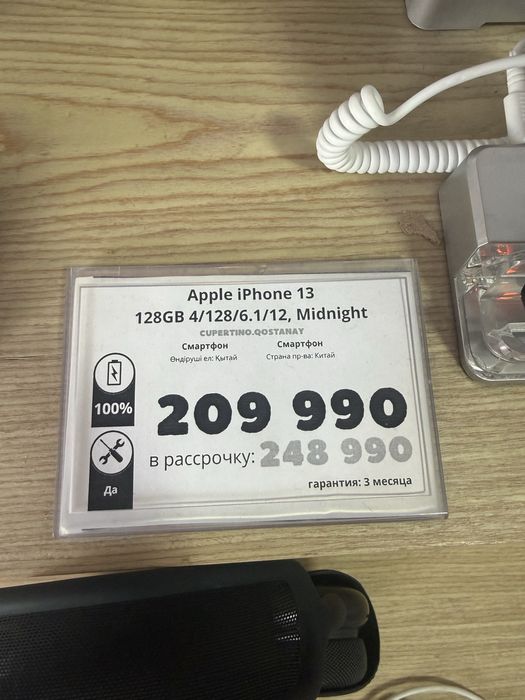 Apple iPhone 13
128GB 4/128/6.1/12, Midnight
CUPERTINO.QOSTANAY
Смартфон Смартфон
Өндіруші ел: Қытай Страна пр-ва: Китай
100%
209 990
в рассрочку: 248 990
Да
гарантия: 3 месяца